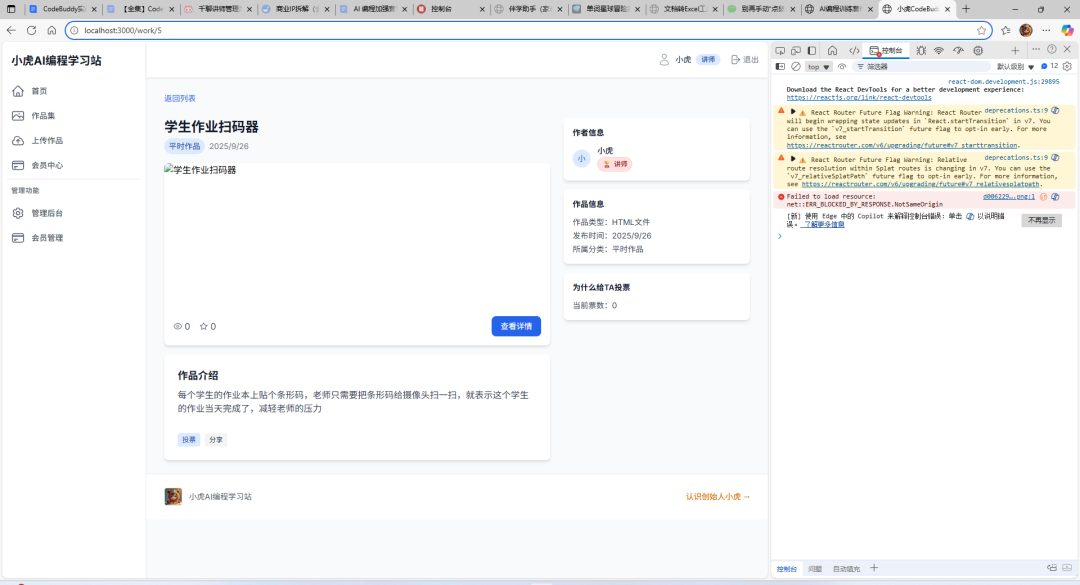 CodeBuddy实
【全集】Code
千聊讲师管理
商业IP拆解（
AI 编程加强
控制台
伴学助手（
单词星球冒险
文档转Excel工
别再手动"点
AI编程训练营
小虎CodeBud
localhost:3000/work/5
小虎AI编程学习站
小虎 讲师 退出
首页
作品集
上传作品
会员中心
管理功能
管理后台
会员管理
返回列表
学生作业扫码器
平时作品 2025/9/26
学生作业扫码器
0 0
查看详情
作品介绍
每个学生的作业本上贴个条形码，老师只需要把条形码给摄像头扫一扫，就表示这个学生
的作业当天完成了，减轻老师的压力
投票 分享
作者信息
小 小虎
讲师
作品信息
作品类型：HTML文件
发布时间：2025/9/26
所属分类：平时作品
为什么给TA投票
当前票数：0
小虎AI编程学习站
认识创始人小虎 →
控制台
top 筛选器 默认级别 12
react-dom.development.js:29895
Download the React DevTools for a better development experience:
https://reactjs.org/link/react-devtools
React Router Future Flag Warning: React Router deprecations.ts:9
will begin wrapping state updates in `React.startTransition` in v7. You
can use the `v7_startTransition` future flag to opt-in early. For more
information, see
https://reactrouter.com/v6/upgrading/future#v7_starttransition.
React Router Future Flag Warning: Relative deprecations.ts:9
route resolution within Splat routes is changing in v7. You can use the
`v7_relativeSplatPath` future flag to opt-in early. For more information,
see https://reactrouter.com/v6/upgrading/future#v7_relativesplatpath.
Failed to load resource: d006229….png:1
net::ERR_BLOCKED_BY_RESPONSE.NotSameOrigin
[新] 使用 Edge 中的 Copilot 来解释控制台错误: 单击 以说明错
误。 了解更多信息
不再显示
控制台 问题 自动填充